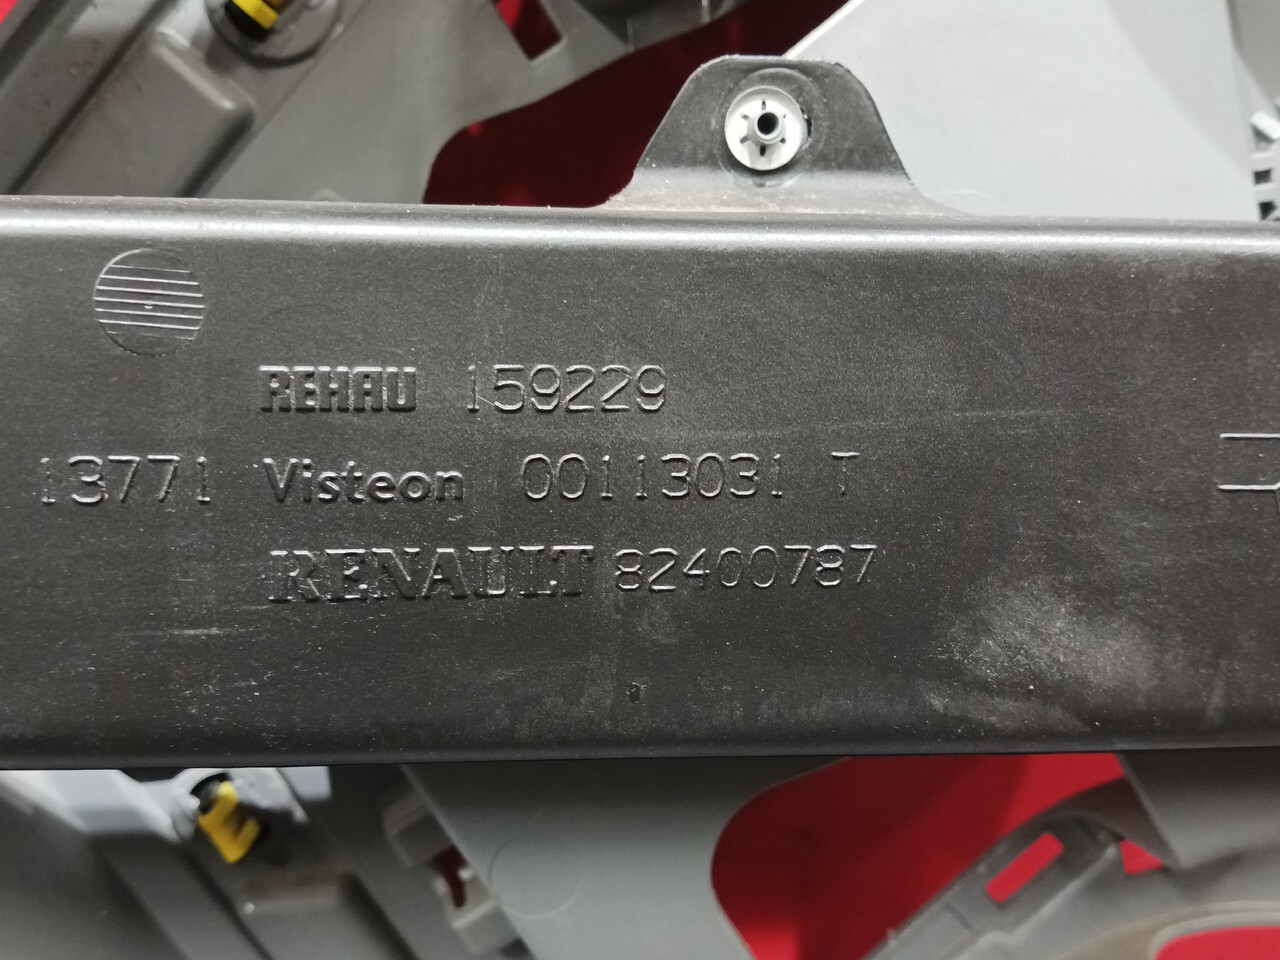 REHAU 159229
13771 Visteon 00113031 T
RENAULT 82400787